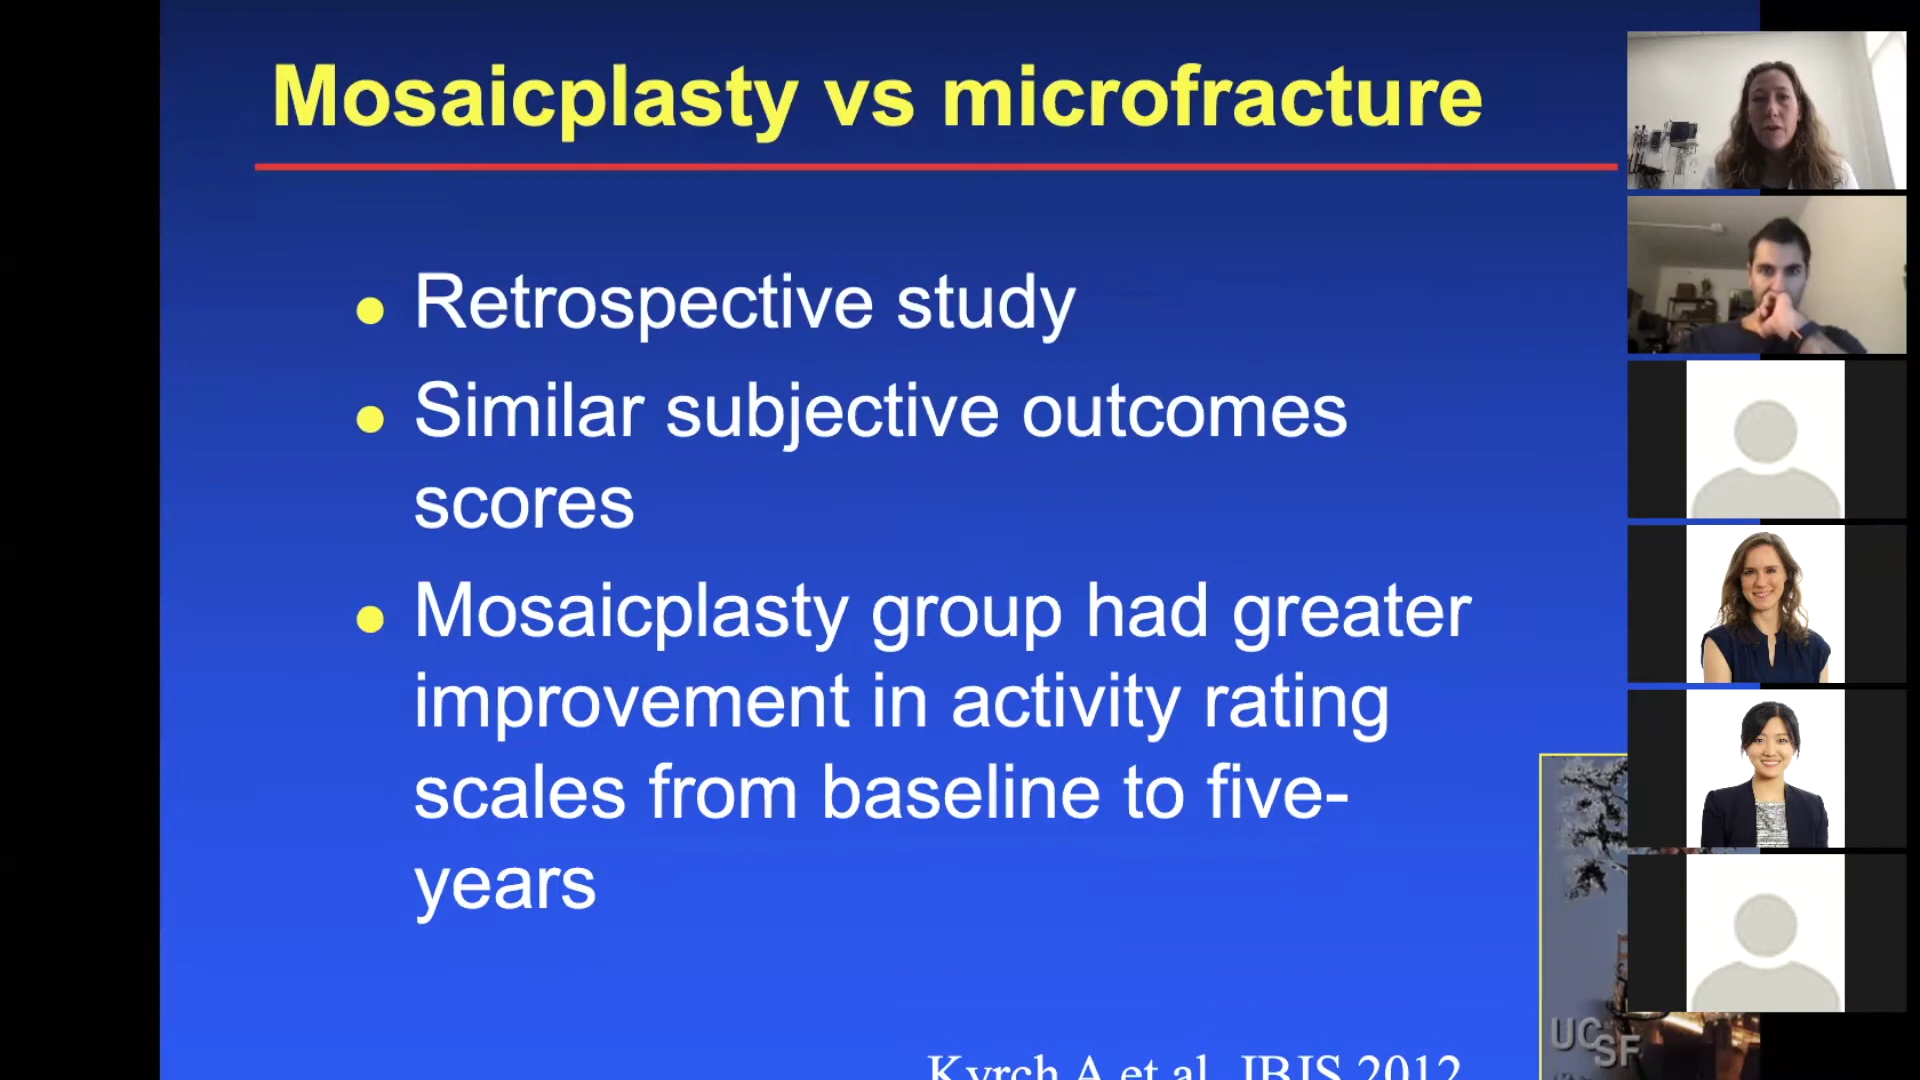 Mosaicplasty vs microfracture
Retrospective study
Similar subjective outcomes
scores
Mosaicplasty group had greater
improvement in activity rating
scales from baseline to five-
years
Kyrch A et al, JBJS 2012
UCSF